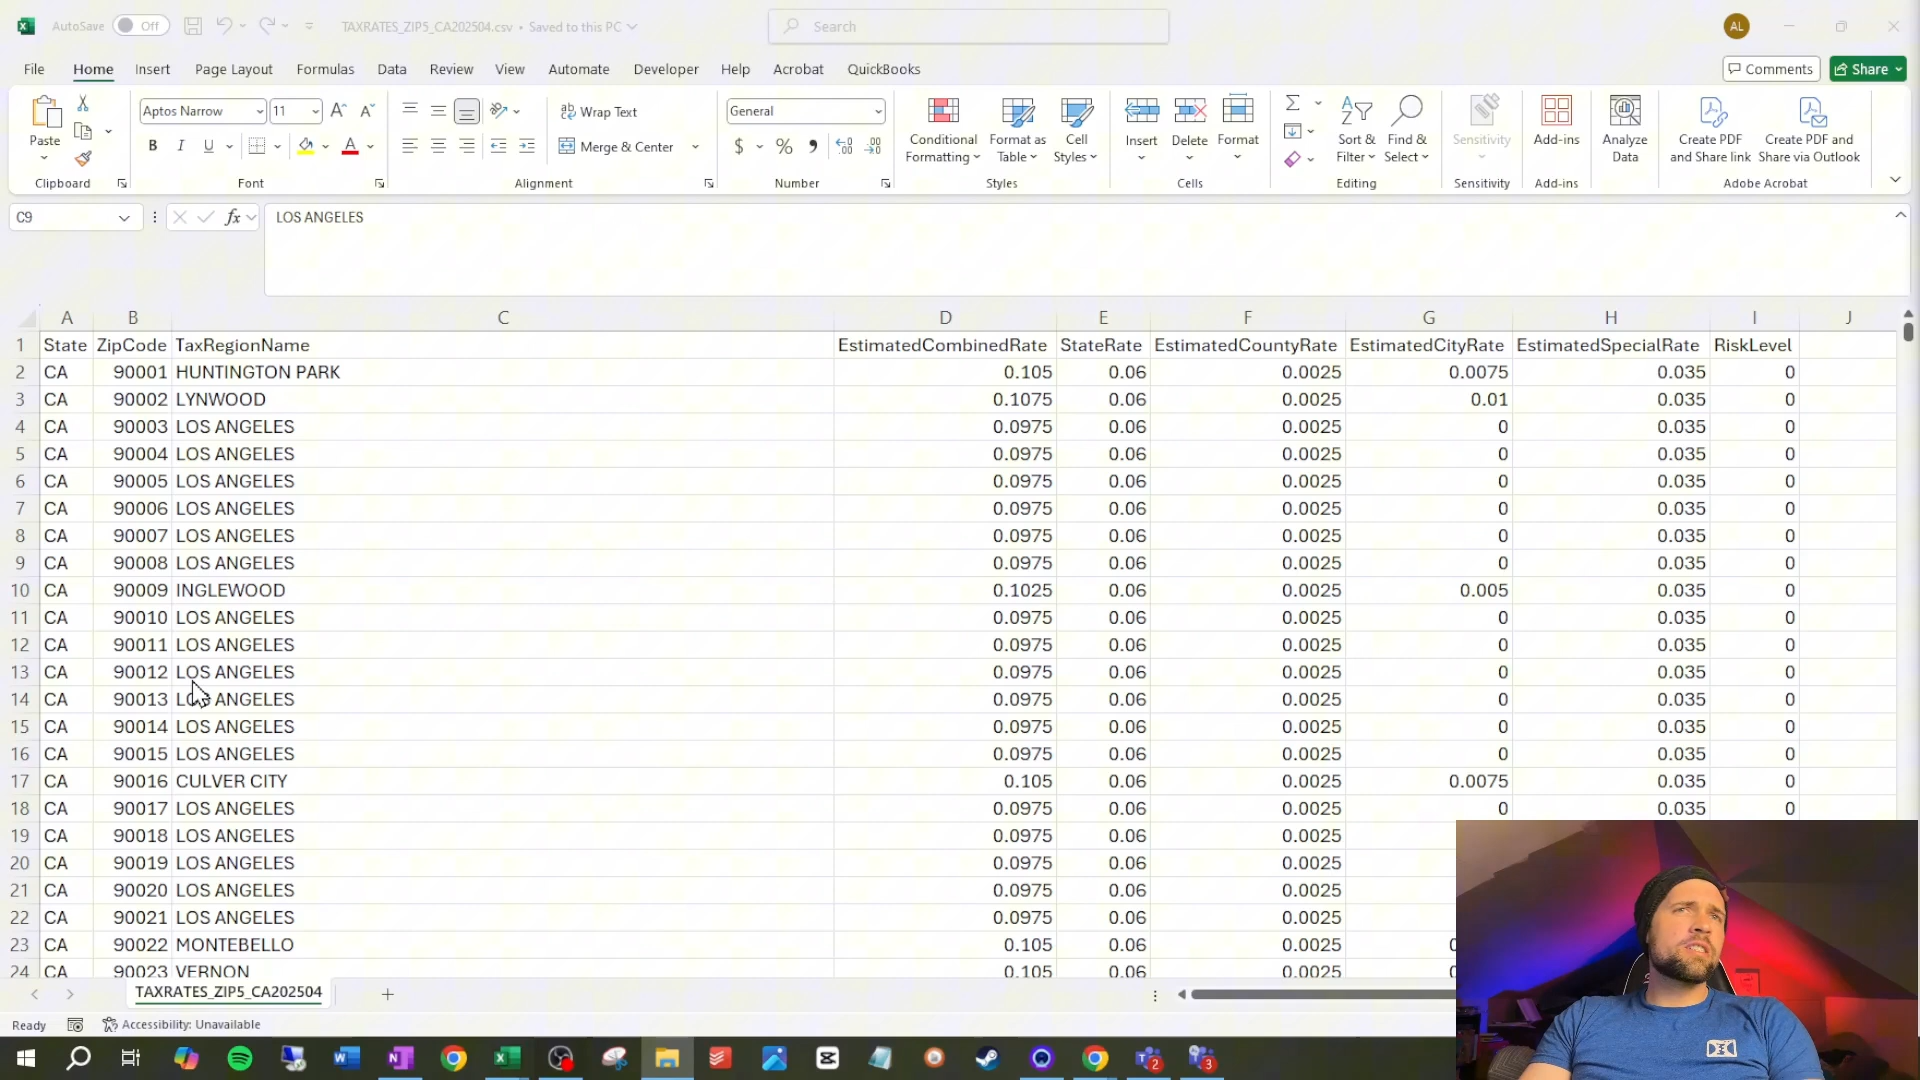 AutoSave Off TAXRATES_ZIP5_CA202504.csv • Saved to this PC Search AL
File Home Insert Page Layout Formulas Data Review View Automate Developer Help Acrobat QuickBooks Comments Share
Paste Aptos Narrow 11 Wrap Text Merge & Center General Conditional Formatting Format as Table Cell Styles Insert Delete Format Sort & Filter Find & Select Sensitivity Add-ins Analyze Data Create PDF and Share link Create PDF and Share via Outlook
Clipboard Font Alignment Number Styles Cells Editing Sensitivity Add-ins Adobe Acrobat
C9 fx LOS ANGELES
A B C D E F G H I J
1 State ZipCode TaxRegionName EstimatedCombinedRate StateRate EstimatedCountyRate EstimatedCityRate EstimatedSpecialRate RiskLevel
2 CA 90001 HUNTINGTON PARK 0.105 0.06 0.0025 0.0075 0.035 0
3 CA 90002 LYNWOOD 0.1075 0.06 0.0025 0.01 0.035 0
4 CA 90003 LOS ANGELES 0.0975 0.06 0.0025 0 0.035 0
5 CA 90004 LOS ANGELES 0.0975 0.06 0.0025 0 0.035 0
6 CA 90005 LOS ANGELES 0.0975 0.06 0.0025 0 0.035 0
7 CA 90006 LOS ANGELES 0.0975 0.06 0.0025 0 0.035 0
8 CA 90007 LOS ANGELES 0.0975 0.06 0.0025 0 0.035 0
9 CA 90008 LOS ANGELES 0.0975 0.06 0.0025 0 0.035 0
10 CA 90009 INGLEWOOD 0.1025 0.06 0.0025 0.005 0.035 0
11 CA 90010 LOS ANGELES 0.0975 0.06 0.0025 0 0.035 0
12 CA 90011 LOS ANGELES 0.0975 0.06 0.0025 0 0.035 0
13 CA 90012 LOS ANGELES 0.0975 0.06 0.0025 0 0.035 0
14 CA 90013 LOS ANGELES 0.0975 0.06 0.0025 0 0.035 0
15 CA 90014 LOS ANGELES 0.0975 0.06 0.0025 0 0.035 0
16 CA 90015 LOS ANGELES 0.0975 0.06 0.0025 0 0.035 0
17 CA 90016 CULVER CITY 0.105 0.06 0.0025 0.0075 0.035 0
18 CA 90017 LOS ANGELES 0.0975 0.06 0.0025 0 0.035 0
19 CA 90018 LOS ANGELES 0.0975 0.06 0.0025
20 CA 90019 LOS ANGELES 0.0975 0.06 0.0025
21 CA 90020 LOS ANGELES 0.0975 0.06 0.0025
22 CA 90021 LOS ANGELES 0.0975 0.06 0.0025
23 CA 90022 MONTEBELLO 0.105 0.06 0.0025
24 CA 90023 VERNON 0.105 0.06 0.0025
TAXRATES_ZIP5_CA202504
Ready Accessibility: Unavailable
2 3